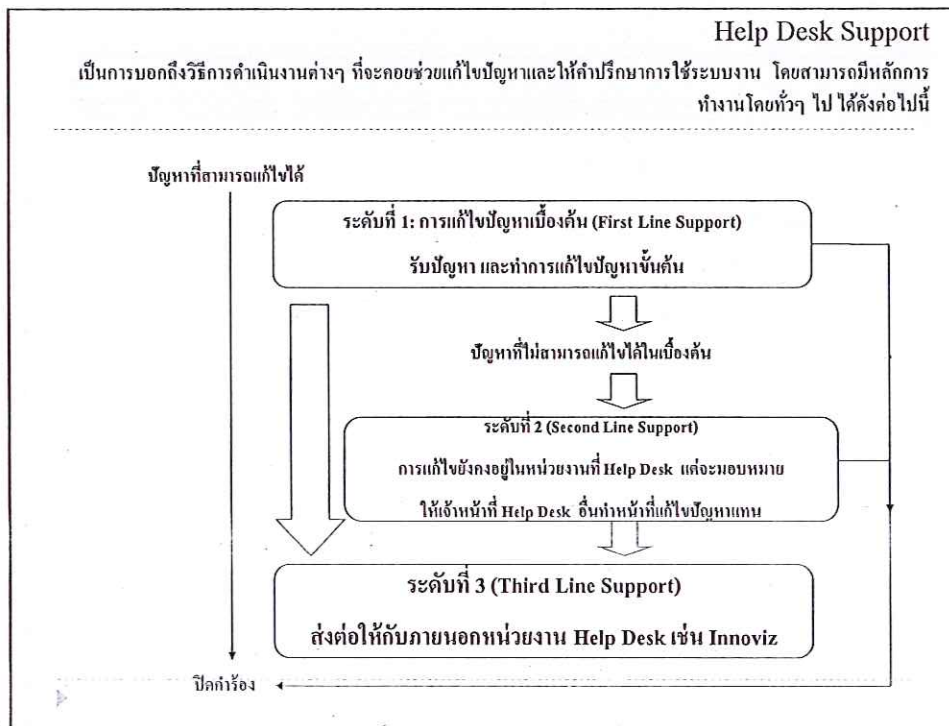 Help Desk Support
เป็นการบอกถึงวิธีการดำเนินงานต่างๆ ที่จะคอยช่วยแก้ไขปัญหาและให้คำปรึกษาการใช้ระบบงาน โดยสามารถมีหลักการ
ทำงานโดยทั่วๆ ไป ได้ดังต่อไปนี้
ปัญหาที่สามารถแก้ไขได้
ระดับที่ 1: การแก้ไขปัญหาเบื้องต้น (First Line Support)
รับปัญหา และทำการแก้ไขปัญหาขั้นต้น
ปัญหาที่ไม่สามารถแก้ไขได้ในเบื้องต้น
ระดับที่ 2 (Second Line Support)
การแก้ไขยังคงอยู่ในหน่วยงานที่ Help Desk แต่จะมอบหมาย
ให้เจ้าหน้าที่ Help Desk อื่นทำหน้าที่แก้ไขปัญหาแทน
ระดับที่ 3 (Third Line Support)
ส่งต่อให้กับภายนอกหน่วยงาน Help Desk เช่น Innoviz
ปิดคำร้อง